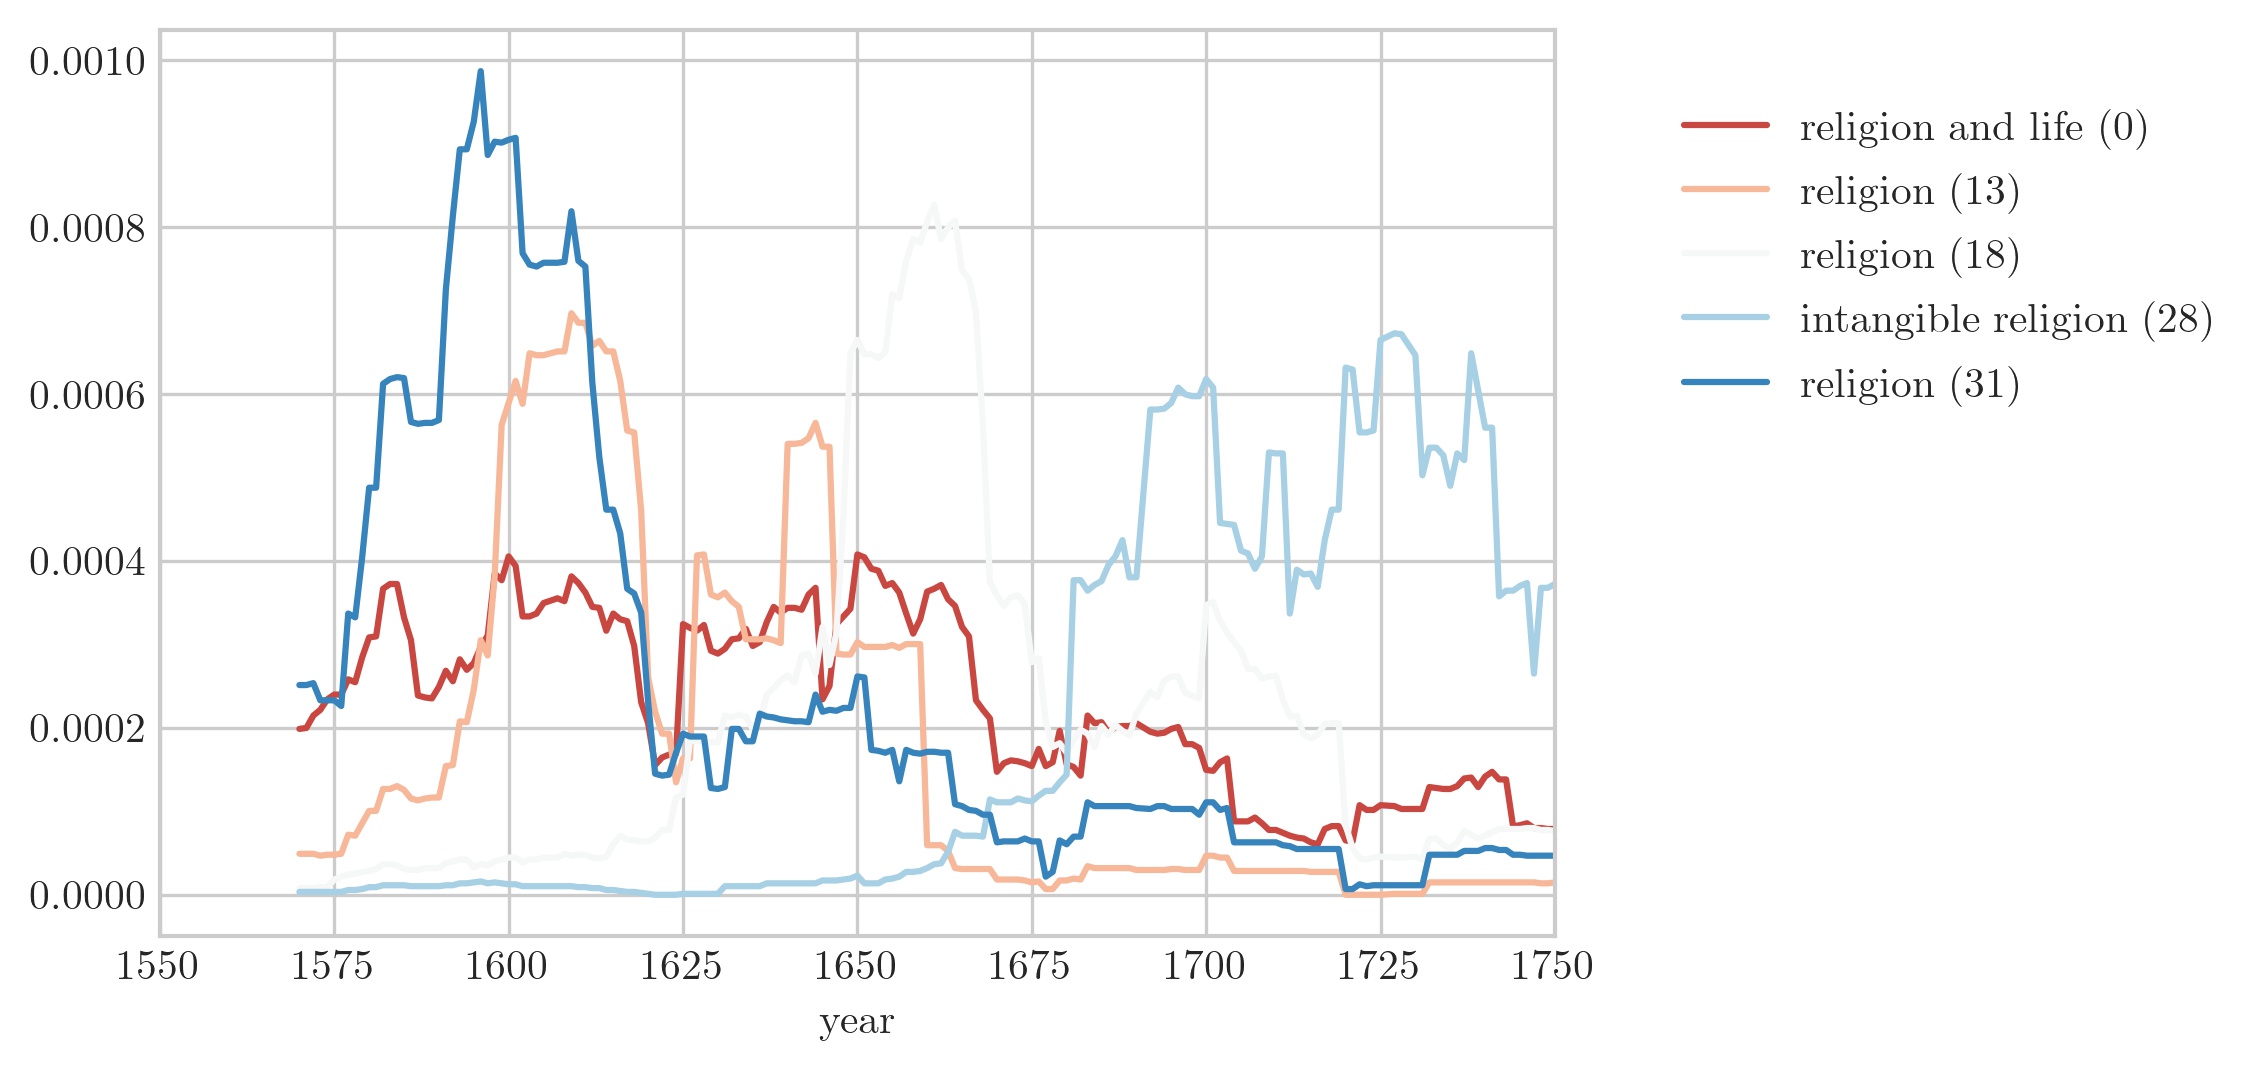 0.0010
0.0008
0.0006
0.0004
0.0002
0.0000
1550 1575 1600 1625 1650 1675 1700 1725 1750
year
religion and life (0)
religion (13)
religion (18)
intangible religion (28)
religion (31)